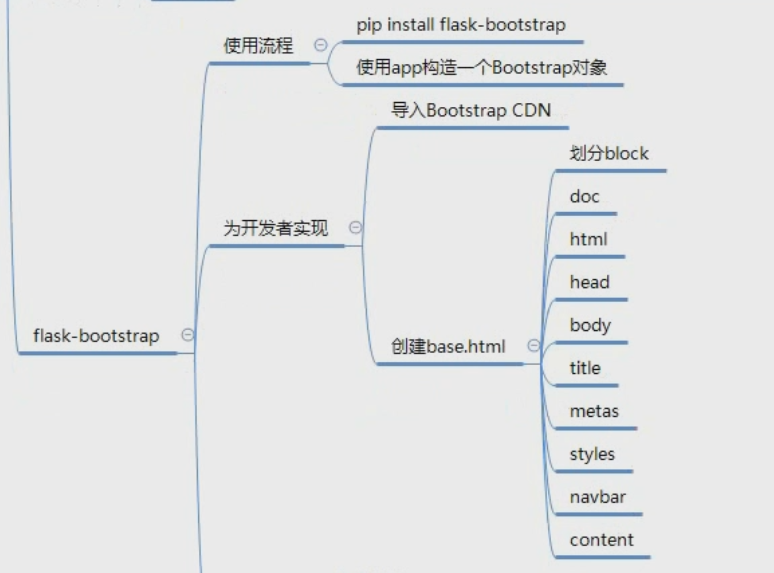 使用流程
pip install flask-bootstrap
使用app构造一个Bootstrap对象
导入Bootstrap CDN
划分block
doc
为开发者实现
html
head
body
flask-bootstrap
创建base.html
title
metas
styles
navbar
content